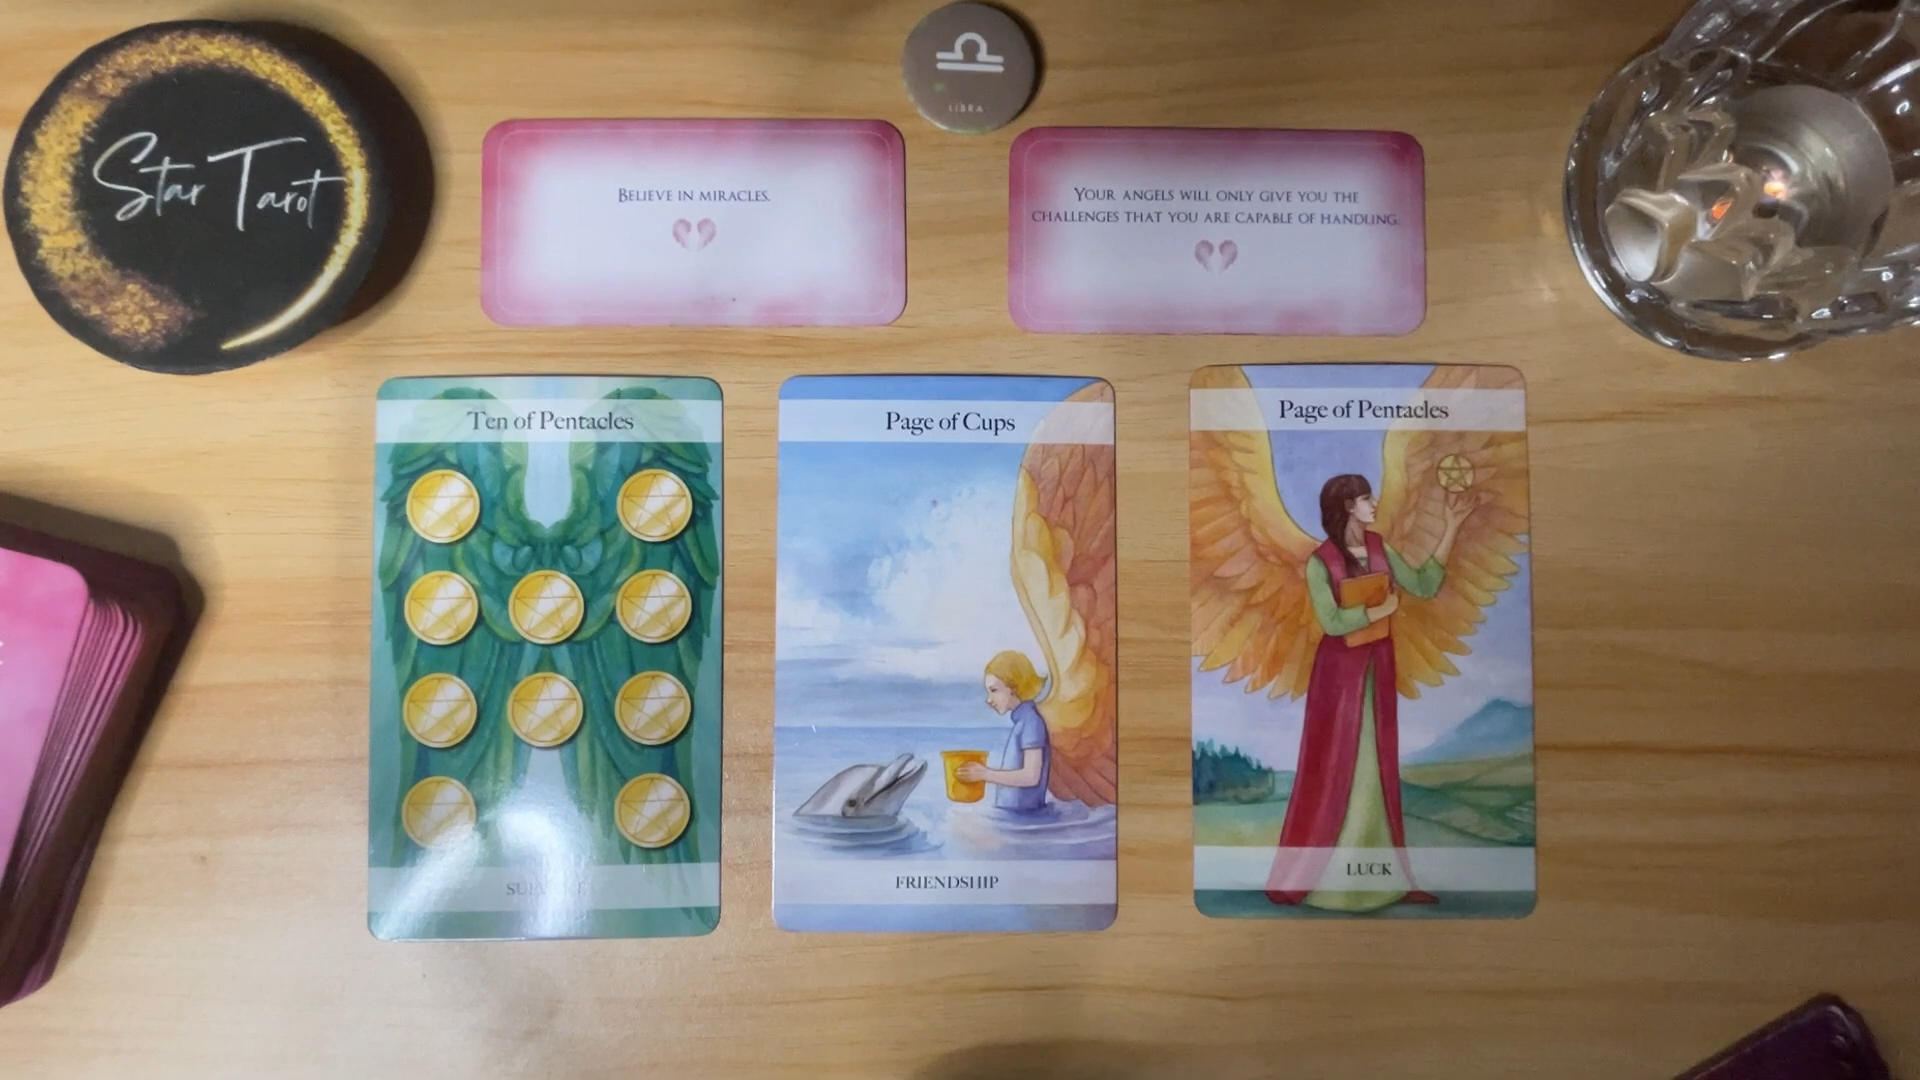 Star Tarot
LIBRA
BELIEVE IN MIRACLES.
YOUR ANGELS WILL ONLY GIVE YOU THE
CHALLENGES THAT YOU ARE CAPABLE OF HANDLING.
Ten of Pentacles
Page of Cups
FRIENDSHIP
Page of Pentacles
LUCK